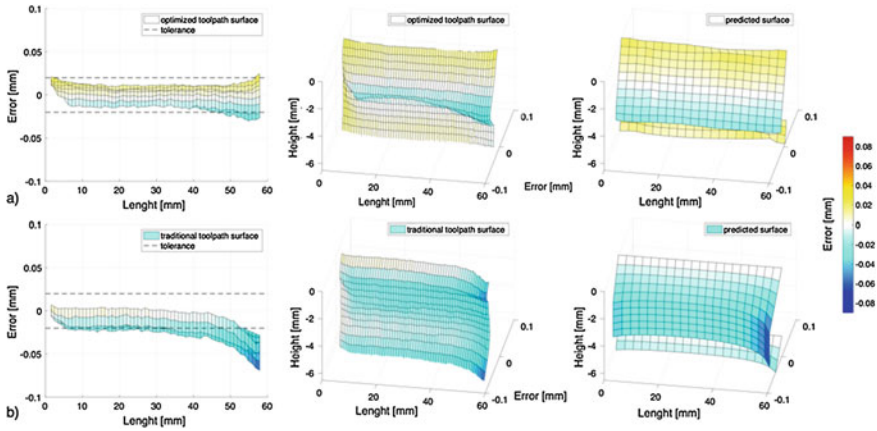 0.1
0.05
0
-0.05
-0.1
Error [mm]
optimized toolpath surface
tolerance
0 10 20 30 40 50 60
Lenght [mm]
a)
optimized toolpath surface
0
-2
-4
-6
Height [mm]
0 20 40 60
Lenght [mm]
0.1
0
-0.1
Error [mm]
predicted surface
0
-2
-4
-6
Height [mm]
0 20 40 60
Lenght [mm]
0.1
0
-0.1
0.08
0.06
0.04
0.02
0
-0.02
-0.04
-0.06
-0.08
Error [mm]
0.1
0.05
0
-0.05
-0.1
Error [mm]
traditional toolpath surface
tolerance
0 10 20 30 40 50 60
Lenght [mm]
b)
traditional toolpath surface
0
-2
-4
-6
Height [mm]
0 20 40 60
Lenght [mm]
0.1
0
-0.1
Error [mm]
predicted surface
0
-2
-4
-6
Height [mm]
0 20 40 60
Lenght [mm]
0.1
0
-0.1